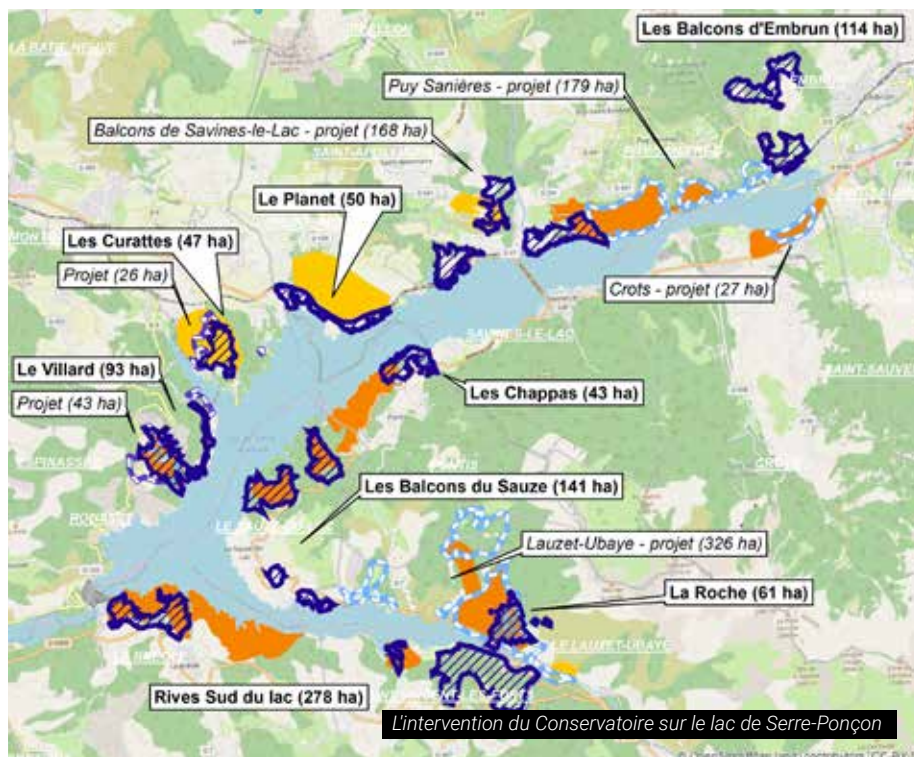 Les Balcons d'Embrun (114 ha)
Puy Sanières - projet (179 ha)
Balcons de Savines-le-Lac - projet (168 ha)
Le Planet (50 ha)
Les Curattes (47 ha)
Projet (26 ha)
Crots - projet (27 ha)
SAVINES-LE-LAC
Le Villard (93 ha)
Projet (43 ha)
Les Chappas (43 ha)
Les Balcons du Sauze (141 ha)
Lauzet-Ubaye - projet (326 ha)
La Roche (61 ha)
LE LAUZET-UBAYE
Rives Sud du lac (278 ha)
L'intervention du Conservatoire sur le lac de Serre-Ponçon